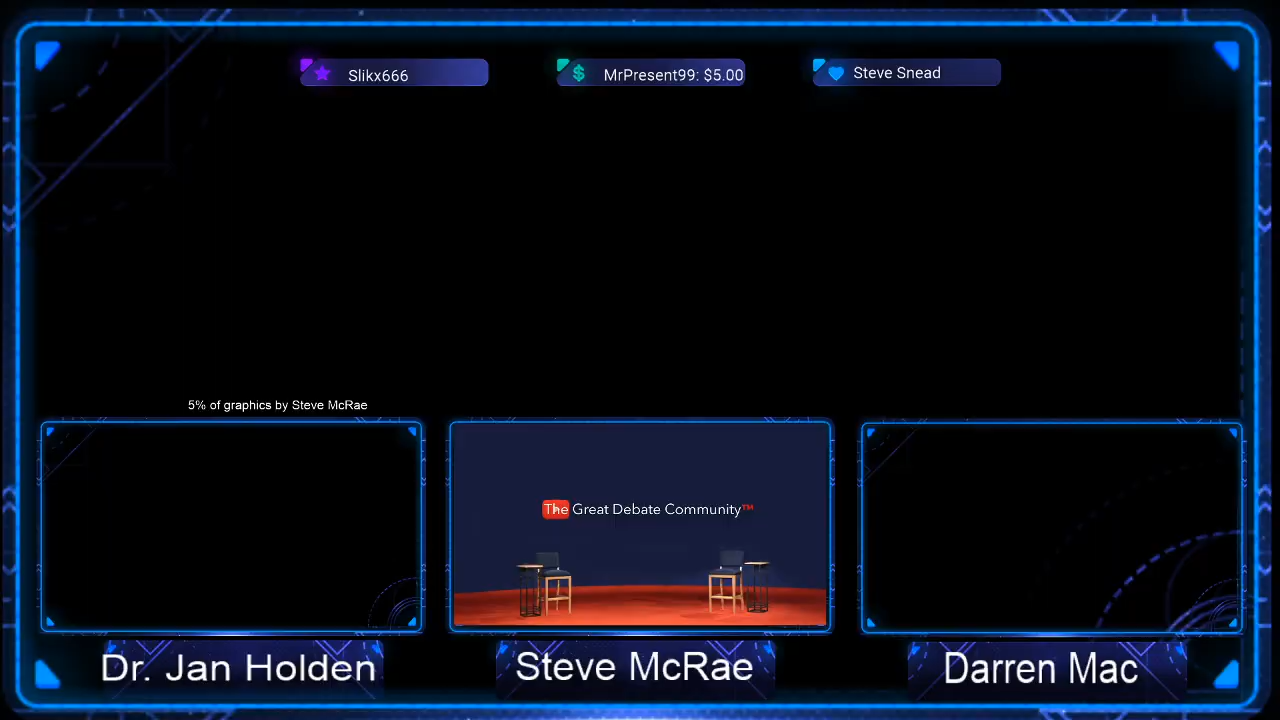 Slikx666
MrPresent99: $5.00
Steve Snead
5% of graphics by Steve McRae
The Great Debate Community™
Dr. Jan Holden
Steve McRae
Darren Mac